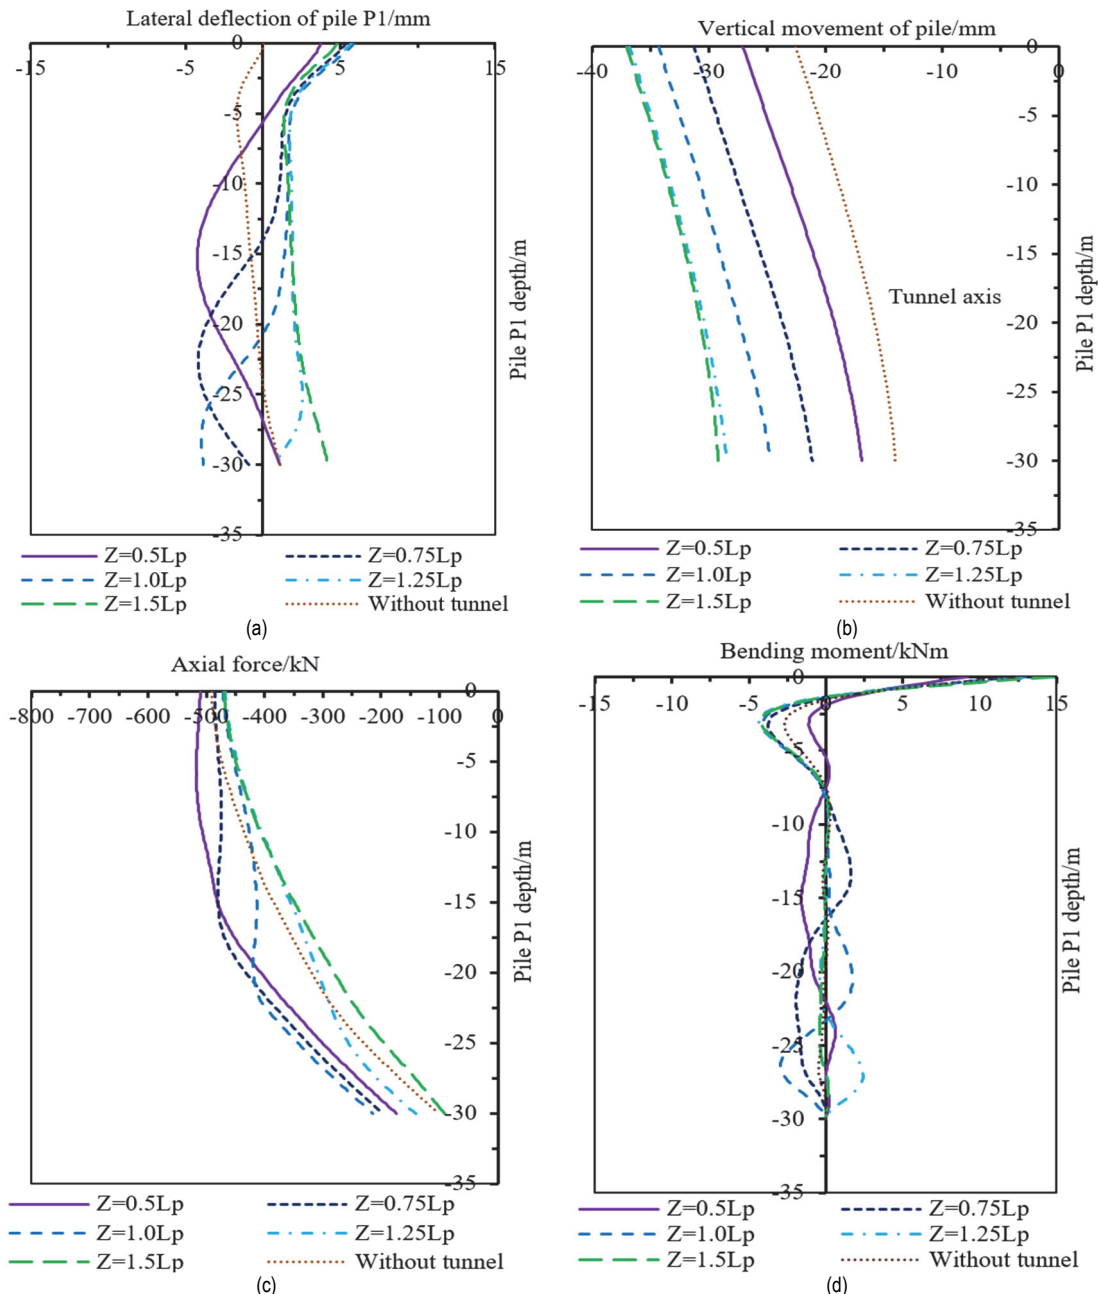 Lateral deflection of pile P1/mm
-15 -5 5 15
0
-5
-10
-15
-20
-25
-30
-35
Pile P1 depth/m
Z=0.5Lp Z=0.75Lp
Z=1.0Lp Z=1.25Lp
Z=1.5Lp Without tunnel
(a)
Vertical movement of pile/mm
-40 -30 -20 -10 0
0
-5
-10
-15
-20
-25
-30
-35
Tunnel axis
Pile P1 depth/m
Z=0.5Lp Z=0.75Lp
Z=1.0Lp Z=1.25Lp
Z=1.5Lp Without tunnel
(b)
Axial force/kN
-800 -700 -600 -500 -400 -300 -200 -100 0
0
-5
-10
-15
-20
-25
-30
-35
Pile P1 depth/m
Z=0.5Lp Z=0.75Lp
Z=1.0Lp Z=1.25Lp
Z=1.5Lp Without tunnel
(c)
Bending moment/kNm
-15 -10 -5 0 5 10 15
0
-5
-10
-15
-20
-25
-30
-35
Pile P1 depth/m
Z=0.5Lp Z=0.75Lp
Z=1.0Lp Z=1.25Lp
Z=1.5Lp Without tunnel
(d)